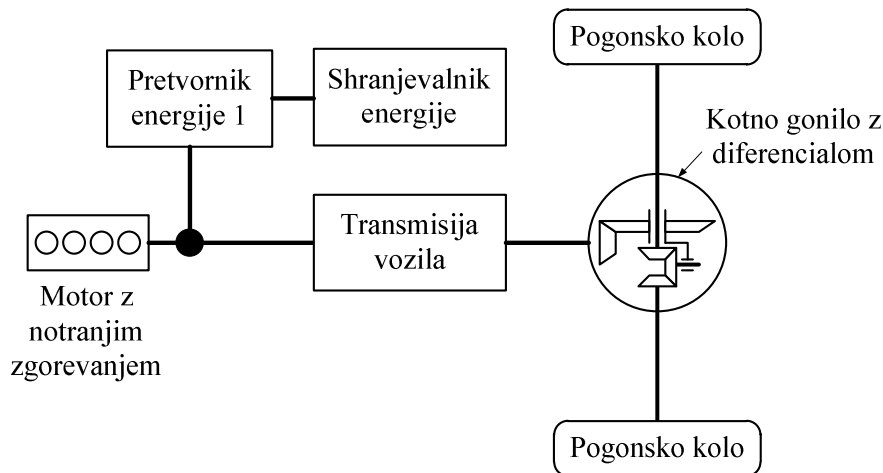 Pogonsko kolo
Pretvornik
energije 1
Shranjevalnik
energije
Kotno gonilo z
diferencialom
Transmisija
vozila
Motor z
notranjim
zgorevanjem
Pogonsko kolo